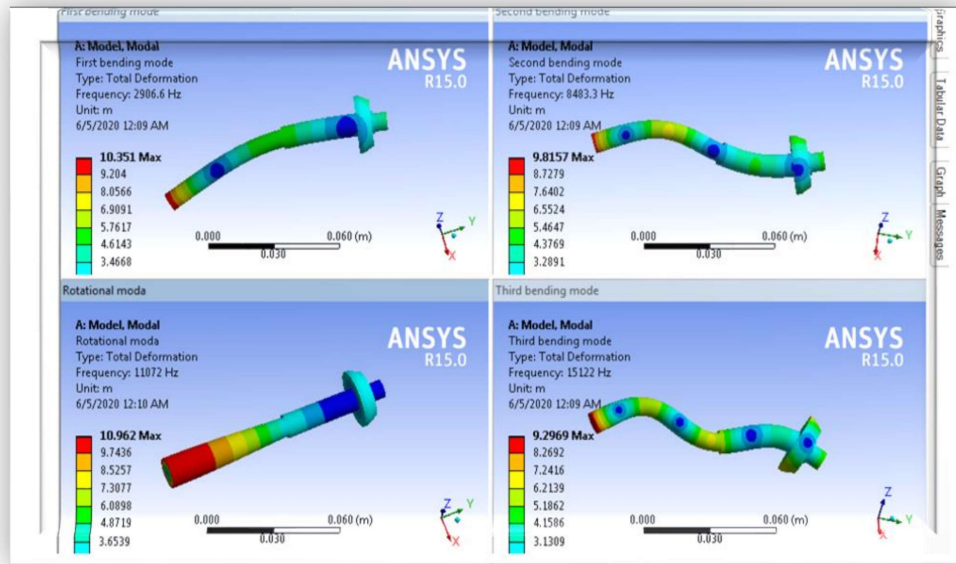 First bending mode
A: Model, Modal
First bending mode
Type: Total Deformation
Frequency: 2906.6 Hz
Unit: m
6/5/2020 12:09 AM
ANSYS
R15.0
10.351 Max
9.204
8.0566
6.9091
5.7617
4.6143
3.4668
0.000
0.060 (m)
0.030
Z
Y
X
Second bending mode
A: Model, Modal
Second bending mode
Type: Total Deformation
Frequency: 8483.3 Hz
Unit: m
6/5/2020 12:09 AM
ANSYS
R15.0
9.8157 Max
8.7279
7.6402
6.5524
5.4647
4.3769
3.2891
0.000
0.060 (m)
0.030
Z
Y
X
Rotational moda
A: Model, Modal
Rotational moda
Type: Total Deformation
Frequency: 11072 Hz
Unit: m
6/5/2020 12:10 AM
ANSYS
R15.0
10.962 Max
9.7436
8.5257
7.3077
6.0898
4.8719
3.6539
0.000
0.060 (m)
0.030
Z
Y
X
Third bending mode
A: Model, Modal
Third bending mode
Type: Total Deformation
Frequency: 15122 Hz
Unit: m
6/5/2020 12:09 AM
ANSYS
R15.0
9.2969 Max
8.2692
7.2416
6.2139
5.1862
4.1586
3.1309
0.000
0.060 (m)
0.030
Z
Y
X
Graphics
Tabular Data
Graph
Messages